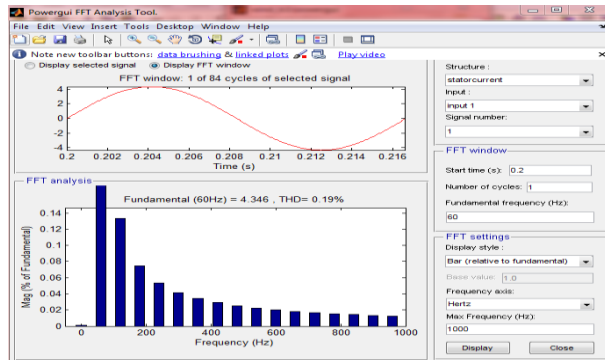 Powergui FFT Analysis Tool.
File Edit View Insert Tools Desktop Window Help
Note new toolbar buttons: data brushing & linked plots Play video
Display selected signal Display FFT window
FFT window: 1 of 84 cycles of selected signal
4
2
0
-2
-4
0.2 0.202 0.204 0.206 0.208 0.21 0.212 0.214 0.216
Time (s)
FFT analysis
Fundamental (60Hz) = 4.346 , THD= 0.19%
Mag (% of Fundamental)
0.14
0.12
0.1
0.08
0.06
0.04
0.02
0
0 200 400 600 800 1000
Frequency (Hz)
Structure :
statorcurrent
Input :
input 1
Signal number:
1
FFT window
Start time (s): 0.2
Number of cycles: 1
Fundamental frequency (Hz):
60
FFT settings
Display style :
Bar (relative to fundamental)
Base value: 1.0
Frequency axis:
Hertz
Max Frequency (Hz):
1000
Display Close